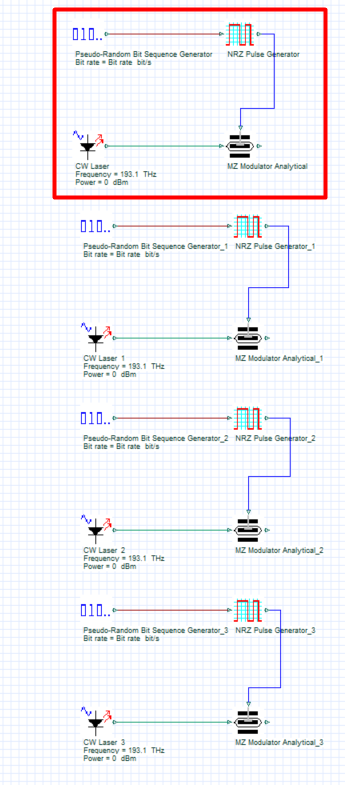 010..
Pseudo-Random Bit Sequence Generator NRZ Pulse Generator
Bit rate = Bit rate bit/s
CW Laser MZ Modulator Analytical
Frequency = 193.1 THz
Power = 0 dBm
010..
Pseudo-Random Bit Sequence Generator_1 NRZ Pulse Generator_1
Bit rate = Bit rate bit/s
CW Laser 1 MZ Modulator Analytical_1
Frequency = 193.1 THz
Power = 0 dBm
010..
Pseudo-Random Bit Sequence Generator_2 NRZ Pulse Generator_2
Bit rate = Bit rate bit/s
CW Laser 2 MZ Modulator Analytical_2
Frequency = 193.1 THz
Power = 0 dBm
010..
Pseudo-Random Bit Sequence Generator_3 NRZ Pulse Generator_3
Bit rate = Bit rate bit/s
CW Laser 3 MZ Modulator Analytical_3
Frequency = 193.1 THz
Power = 0 dBm